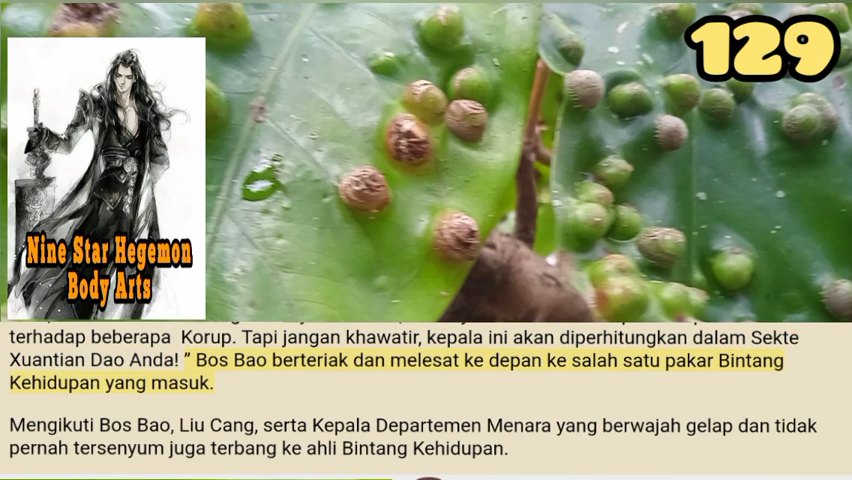 129
Nine Star Hegemon
Body Arts
terhadap beberapa Korup. Tapi jangan khawatir, kepala ini akan diperhitungkan dalam Sekte
Xuantian Dao Anda! ” Bos Bao berteriak dan melesat ke depan ke salah satu pakar Bintang
Kehidupan yang masuk.
Mengikuti Bos Bao, Liu Cang, serta Kepala Departemen Menara yang berwajah gelap dan tidak
pernah tersenyum juga terbang ke ahli Bintang Kehidupan.